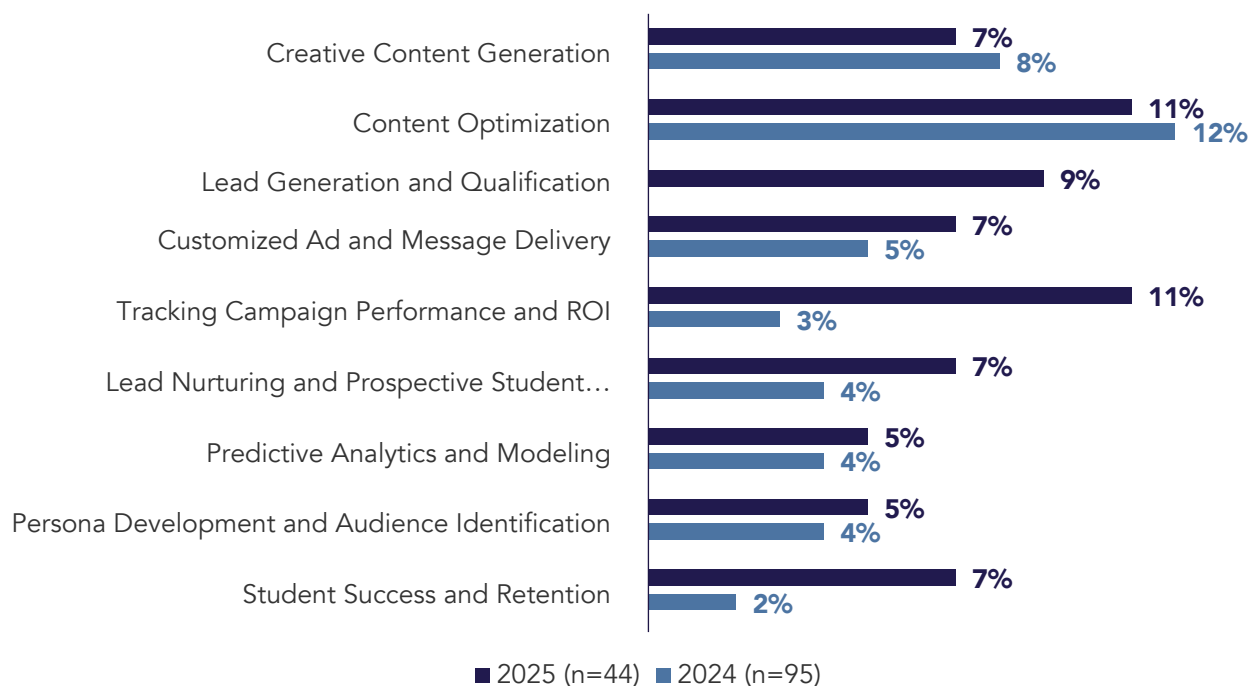 Creative Content Generation
7%
8%
Content Optimization
11%
12%
Lead Generation and Qualification
9%
Customized Ad and Message Delivery
7%
5%
Tracking Campaign Performance and ROI
11%
3%
Lead Nurturing and Prospective Student…
7%
4%
Predictive Analytics and Modeling
5%
4%
Persona Development and Audience Identification
5%
4%
Student Success and Retention
7%
2%
2025 (n=44) 2024 (n=95)